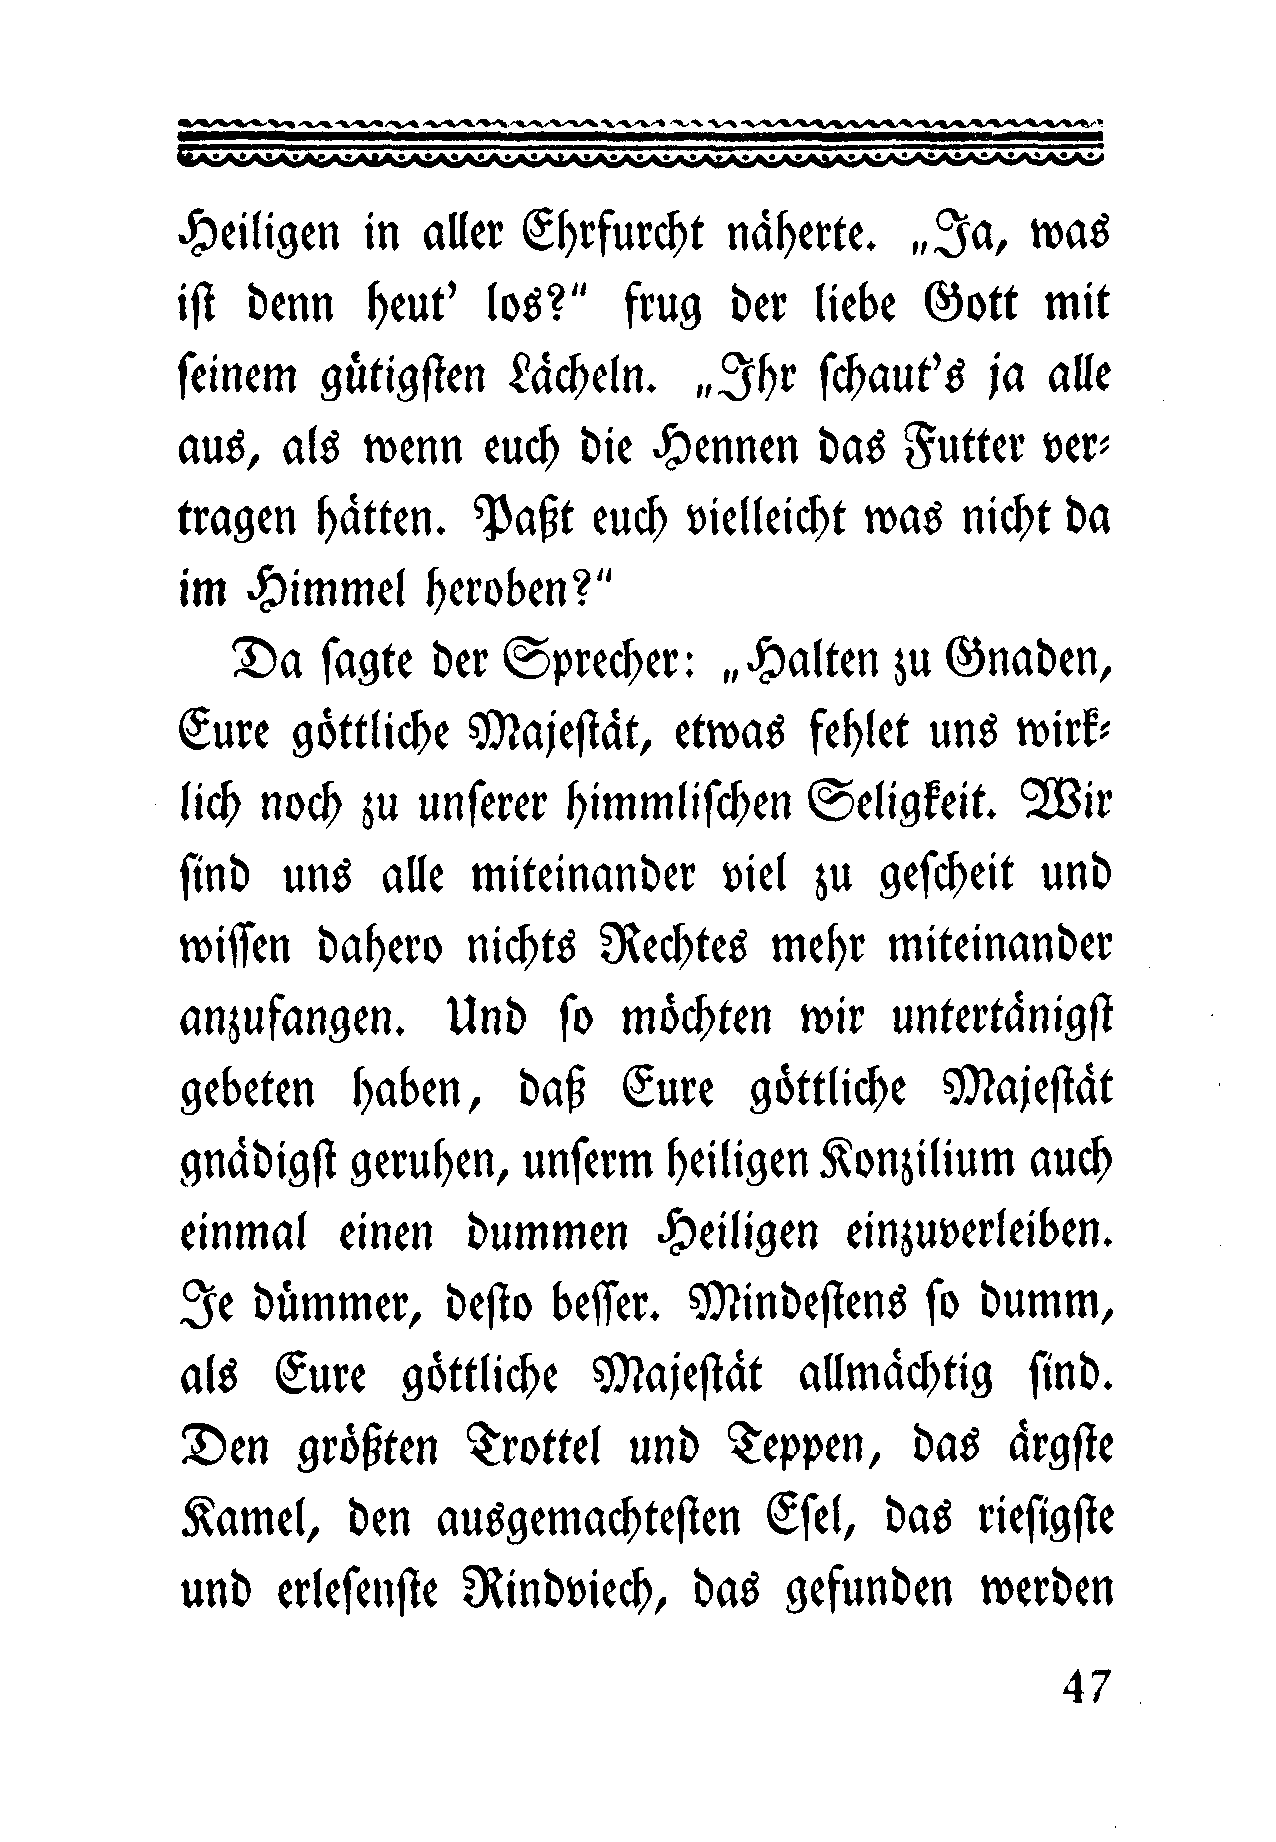 Heiligen in aller Ehrfurcht näherte. „Ja, was
ist denn heut’ los?“ frug der liebe Gott mit
seinem gütigsten Lächeln. „Ihr schaut’s ja alle
aus, als wenn euch die Hennen das Futter ver⸗
tragen hätten. Paßt euch vielleicht was nicht da
im Himmel heroben?“
Da sagte der Sprecher: „Halten zu Gnaden,
Eure göttliche Majestät, etwas fehlet uns wirk⸗
lich noch zu unserer himmlischen Seligkeit. Wir
sind uns alle miteinander viel zu gescheit und
wissen dahero nichts Rechtes mehr miteinander
anzufangen. Und so möchten wir untertänigst
gebeten haben, daß Eure göttliche Majestät
gnädigst geruhen, unserm heiligen Konzilium auch
einmal einen dummen Heiligen einzuverleiben.
Je dümmer, desto besser. Mindestens so dumm,
als Eure göttliche Majestät allmächtig sind.
Den größten Trottel und Teppen, das ärgste
Kamel, den ausgemachtesten Esel, das riesigste
und erlesenste Rindviech, das gefunden werden
47